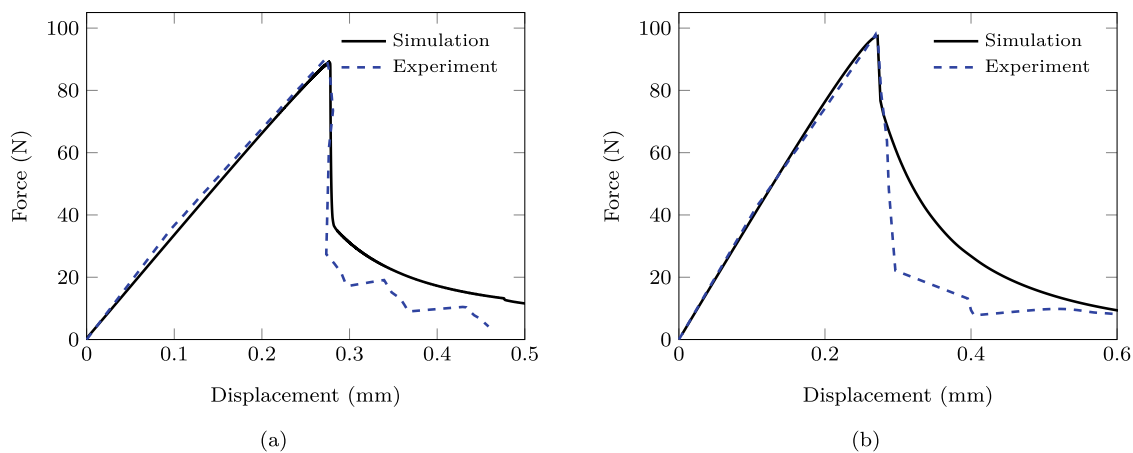 100
80
60
40
20
0
Force (N)
0
0.1
0.2
0.3
0.4
0.5
Displacement (mm)
Simulation
Experiment
(a)
100
80
60
40
20
0
Force (N)
0
0.2
0.4
0.6
Displacement (mm)
Simulation
Experiment
(b)